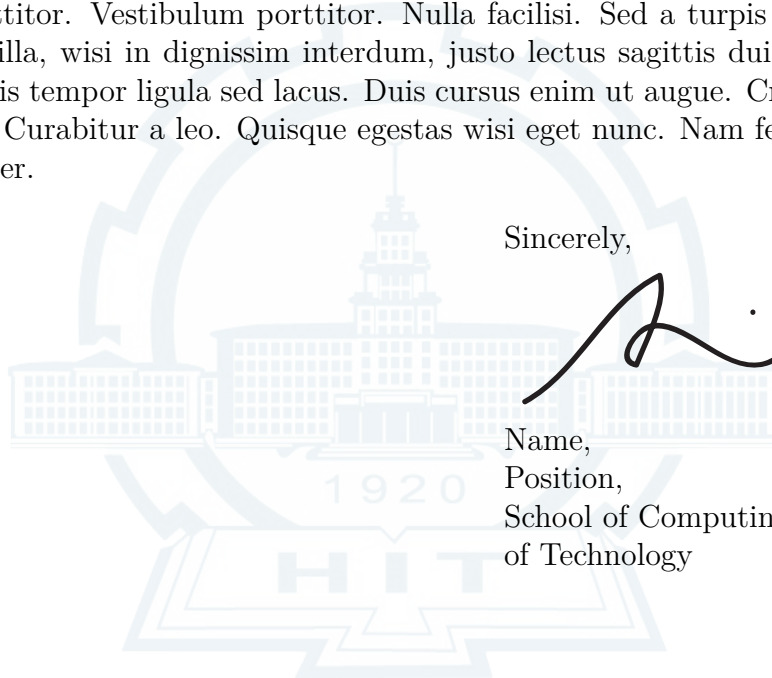 ttitor. Vestibulum porttitor. Nulla facilisi. Sed a turpis
illa, wisi in dignissim interdum, justo lectus sagittis dui
is tempor ligula sed lacus. Duis cursus enim ut augue. Cr
Curabitur a leo. Quisque egestas wisi eget nunc. Nam fe
er.
Sincerely,
Name,
Position,
School of Computin
of Technology
1920
HIT